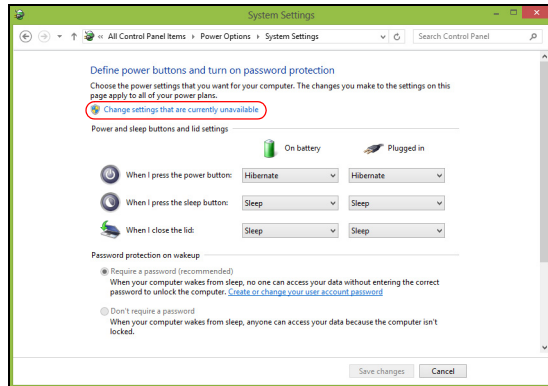 System Settings
« All Control Panel Items ▸ Power Options ▸ System Settings
Search Control Panel
Define power buttons and turn on password protection
Choose the power settings that you want for your computer. The changes you make to the settings on this
page apply to all of your power plans.
Change settings that are currently unavailable
Power and sleep buttons and lid settings
On battery Plugged in
When I press the power button: Hibernate Hibernate
When I press the sleep button: Sleep Sleep
When I close the lid: Sleep Sleep
Password protection on wakeup
Require a password (recommended)
When your computer wakes from sleep, no one can access your data without entering the correct
password to unlock the computer. Create or change your user account password
Don't require a password
When your computer wakes from sleep, anyone can access your data because the computer isn't
locked.
Save changes Cancel